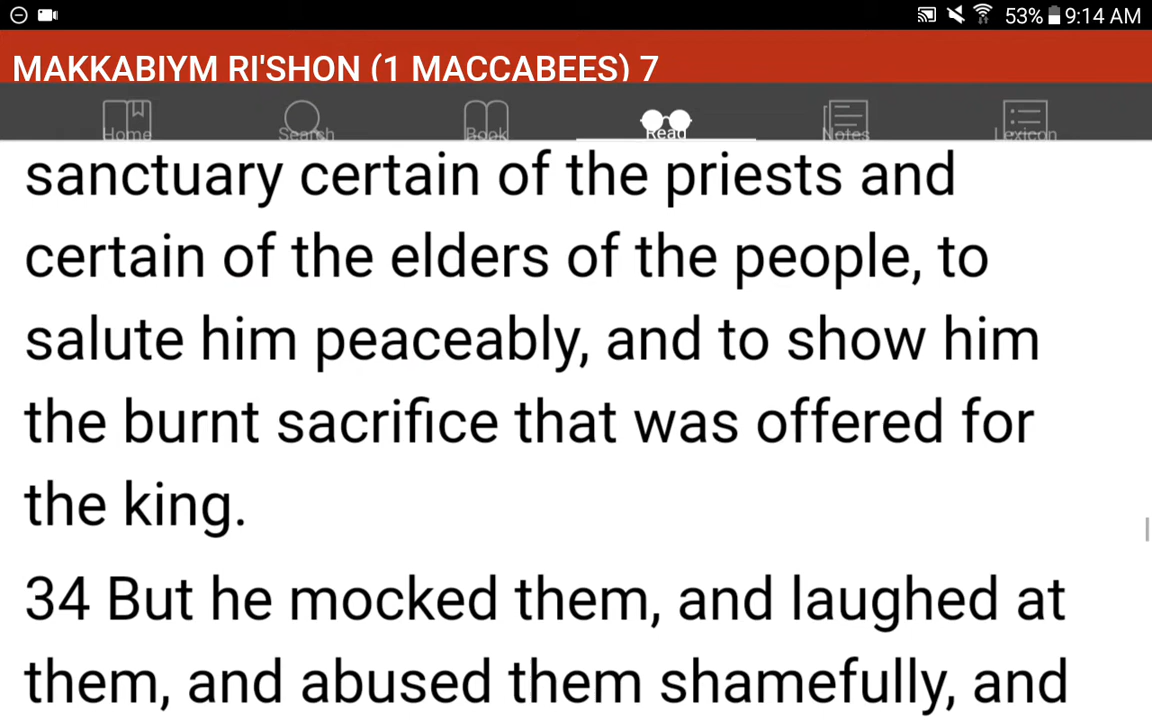 53% 9:14 AM
MAKKABIYM RI'SHON (1 MACCABEES) 7
Home Search Book Read Notes Lexicon
sanctuary certain of the priests and
certain of the elders of the people, to
salute him peaceably, and to show him
the burnt sacrifice that was offered for
the king.
34 But he mocked them, and laughed at
them, and abused them shamefully, and